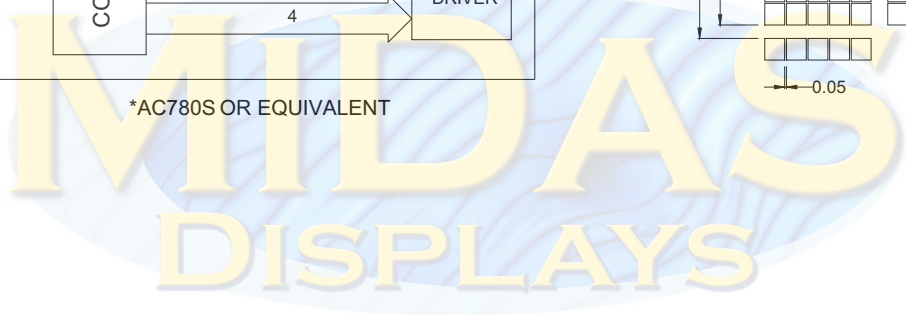 CO
DRIVER
4
0.05
*AC780S OR EQUIVALENT
MIDAS
DISPLAYS